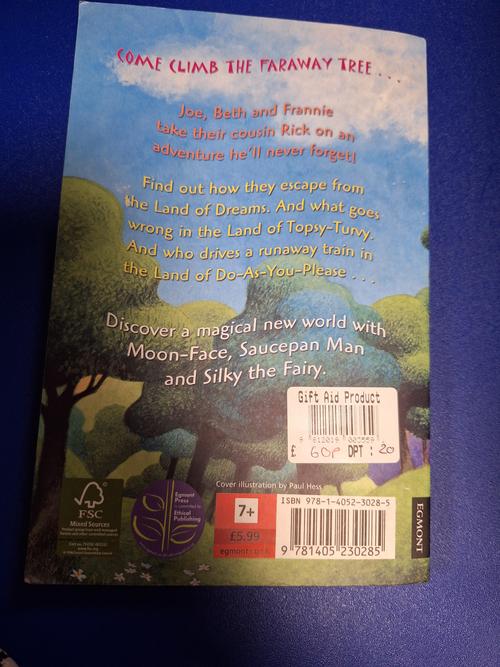 COME CLIMB THE FARAWAY TREE . . .
Joe, Beth and Frannie
take their cousin Rick on an
adventure he'll never forget!
Find out how they escape from
the Land of Dreams. And what goes
wrong in the Land of Topsy-Turvy.
And who drives a runaway train in
the Land of Do-As-You-Please . . .
Discover a magical new world with
Moon-Face, Saucepan Man
and Silky the Fairy.
Gift Aid Product
£ 60P DPT : 20
Cover illustration by Paul Hess
FSC
Mixed Sources
Egmont
Press
Ethical
Publishing
7+
£5.99
ISBN 978-1-4052-3028-5
9 781405 230285
EGMONT